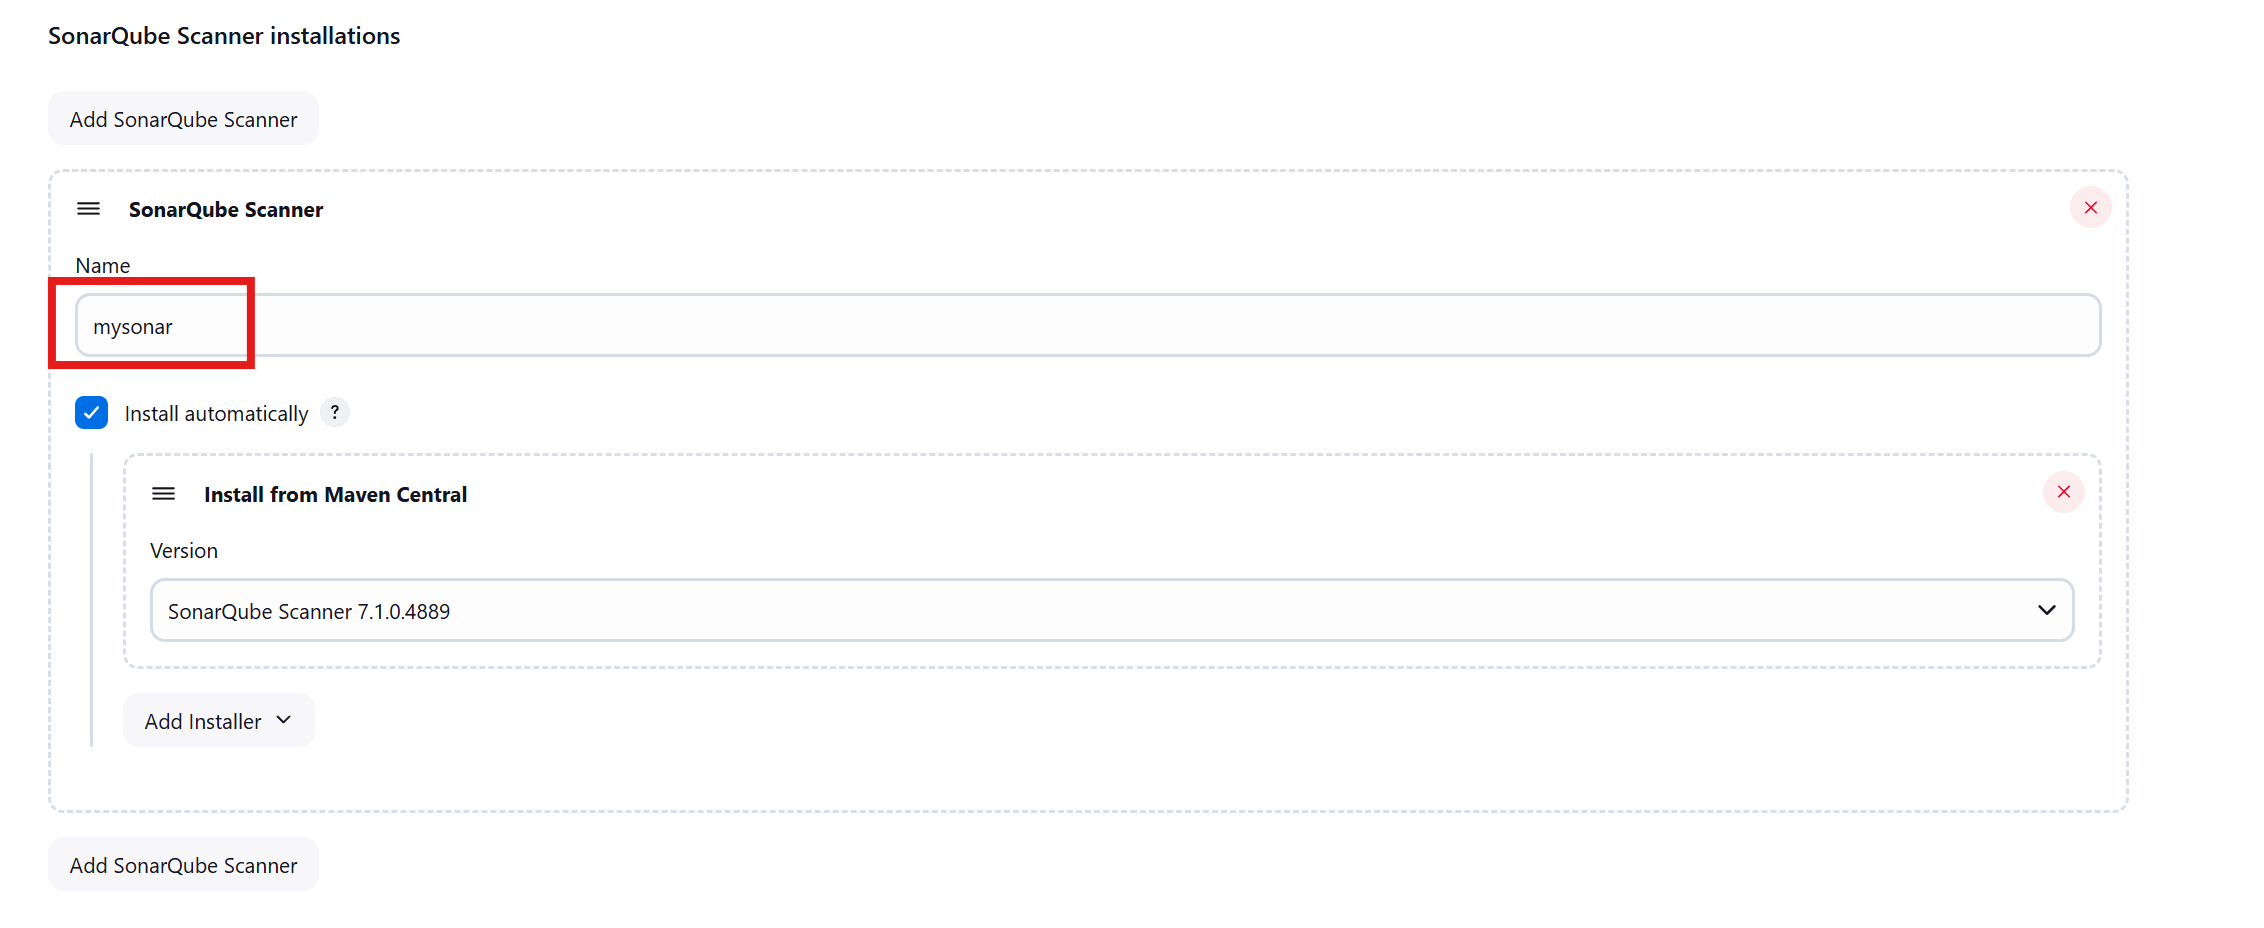 SonarQube Scanner installations
Add SonarQube Scanner
SonarQube Scanner
Name
mysonar
Install automatically ?
Install from Maven Central
Version
SonarQube Scanner 7.1.0.4889
Add Installer
Add SonarQube Scanner